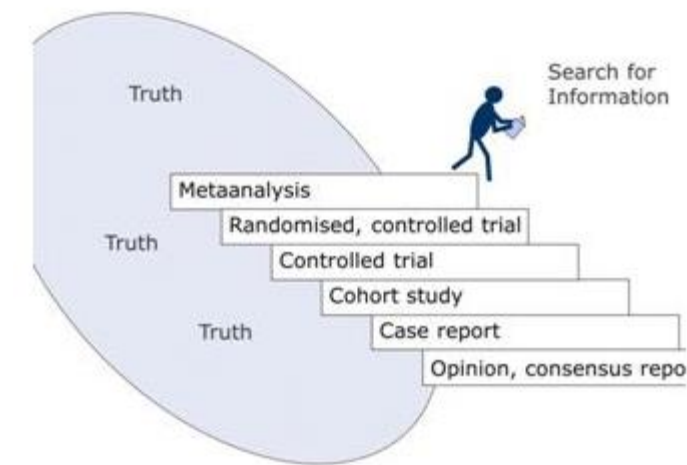 Truth
Search for
Information
Metaanalysis
Randomised, controlled trial
Truth
Controlled trial
Cohort study
Truth
Case report
Opinion, consensus repo